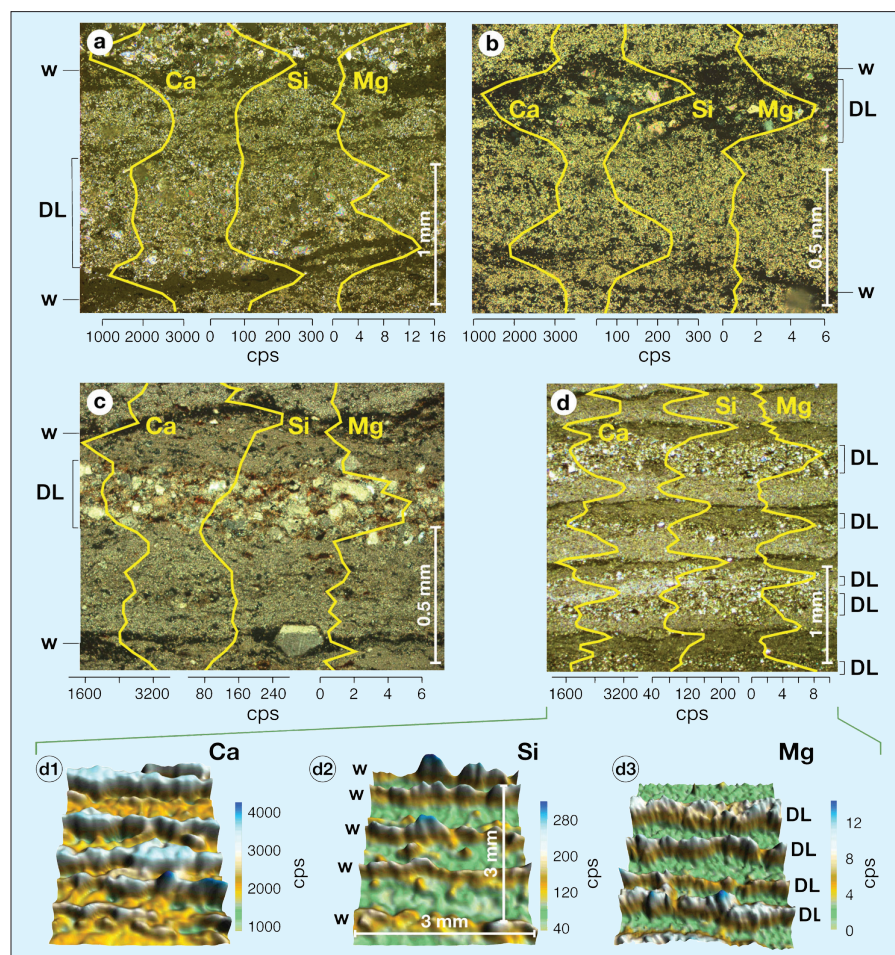 a
b
w
Ca
Si
Mg
DL
w
1 mm
1000
2000
3000
0
100
200
300
0
4
8
12
16
cps
w
Ca
Si
Mg
DL
0.5 mm
w
1000
2000
3000
100
200
300
0
2
4
6
cps
c
w
Ca
Si
Mg
DL
0.5 mm
w
1600
3200
80
160
240
0
2
4
6
cps
d
Si
Mg
Ca
DL
DL
DL
DL
1 mm
DL
1600
3200
40
120
200
0
4
8
cps
d1
Ca
4000
3000
2000
1000
cps
d2
Si
w
w
w
w
w
3 mm
3 mm
280
200
120
40
cps
d3
Mg
DL
DL
DL
DL
12
8
4
0
cps